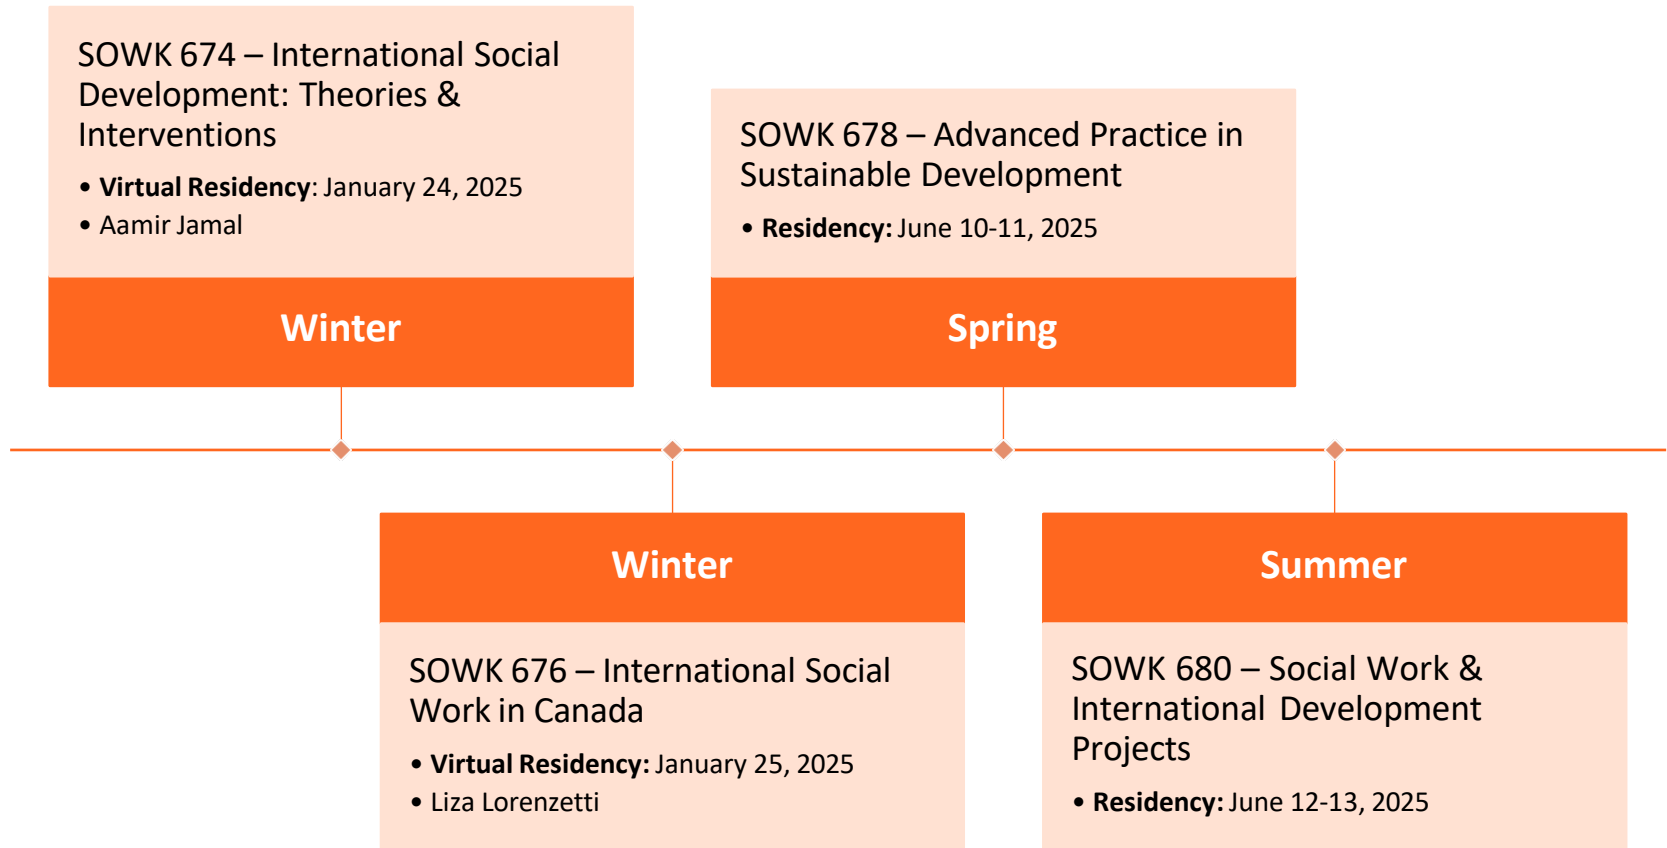 SOWK 674 – International Social
Development: Theories &
Interventions
• Virtual Residency: January 24, 2025
• Aamir Jamal
Winter
SOWK 678 – Advanced Practice in
Sustainable Development
• Residency: June 10-11, 2025
Spring
Winter
SOWK 676 – International Social
Work in Canada
• Virtual Residency: January 25, 2025
• Liza Lorenzetti
Summer
SOWK 680 – Social Work &
International Development
Projects
• Residency: June 12-13, 2025